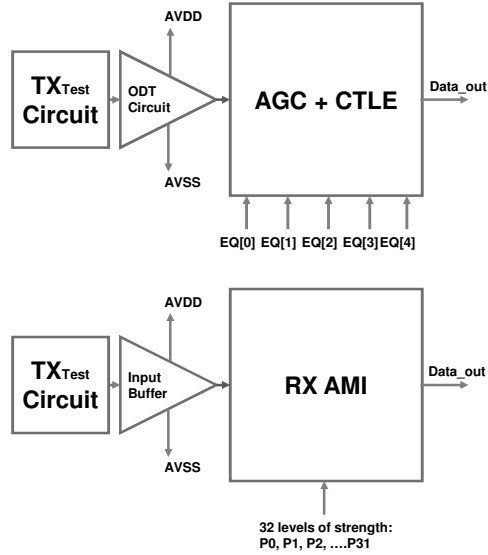 AVDD
TXTest
Circuit
ODT
Circuit
AGC + CTLE
Data_out
AVSS
EQ[0] EQ[1] EQ[2] EQ[3] EQ[4]
AVDD
TXTest
Circuit
Input
Buffer
RX AMI
Data_out
AVSS
32 levels of strength:
P0, P1, P2, ....P31